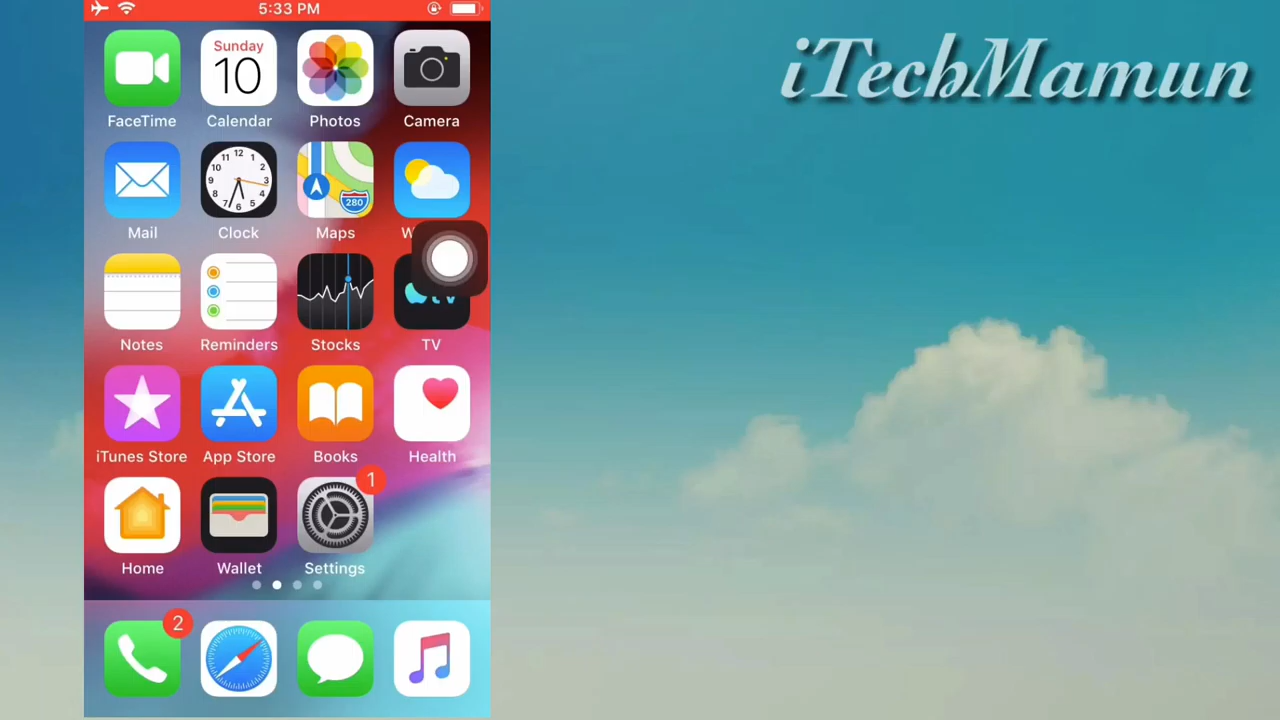 5:33 PM
iTechMamun
Sunday
10
FaceTime Calendar Photos Camera
280
Mail Clock Maps
tv
Notes Reminders Stocks TV
iTunes Store App Store Books Health
1
Home Wallet Settings
2